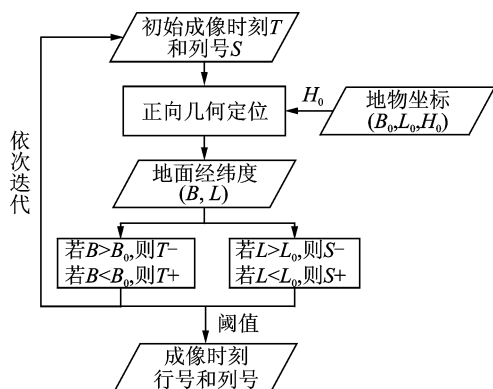 初始成像时刻T
和列号S
正向几何定位
H₀
地物坐标
(B₀,L₀,H₀)
依次迭代
地面经纬度
(B, L)
若B>B₀,则T−
若B<B₀,则T+
若L>L₀,则S−
若L<L₀,则S+
阈值
成像时刻
行号和列号